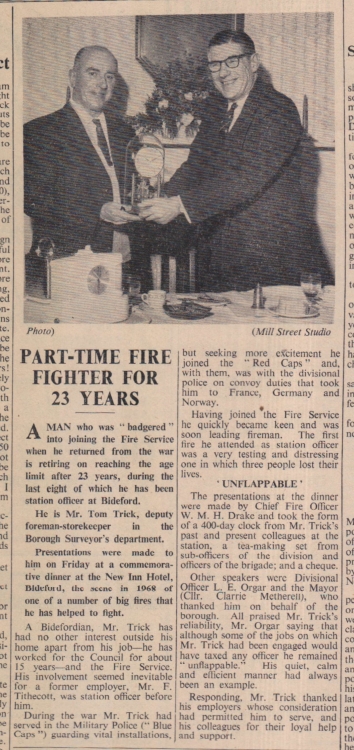 Photo)
(Mill Street Studio
PART-TIME FIRE
FIGHTER FOR
23 YEARS
A MAN who was " badgered "
into joining the Fire Service
when he returned from the war
is retiring on reaching the age
limit after 23 years, during the
last eight of which he has been
station officer at Bideford.
He is Mr. Tom Trick, deputy
foreman-storekeeper in the
Borough Surveyor's department.
Presentations were made to
him on Friday at a commemora-
tive dinner at the New Inn Hotel,
Bideford, the scene in 1968 of
one of a number of big fires that
he has helped to fight.
A Bidefordian, Mr. Trick has
had no other interest outside his
home apart from his job—he has
worked for the Council for about
15 years—and the Fire Service.
His involvement seemed inevitable
for a former employer, Mr. F.
Tithecott, was station officer before
him.
During the war Mr. Trick had
served in the Military Police (" Blue
Caps ") guarding vital installations,
but seeking more excitement he
joined the " Red Caps " and,
with them, was with the divisional
police on convoy duties that took
him to France, Germany and
Norway.
Having joined the Fire Service
he quickly became keen and was
soon leading fireman. The first
fire he attended as station officer
was a very testing and distressing
one in which three people lost their
lives.
' UNFLAPPABLE '
The presentations at the dinner
were made by Chief Fire Officer
W. M. H. Drake and took the form
of a 400-day clock from Mr. Trick's
past and present colleagues at the
station, a tea-making set from
sub-officers of the division and
officers of the brigade; and a cheque.
Other speakers were Divisional
Officer L. E. Orgar and the Mayor
(Cllr. Clarrie Metherell), who
thanked him on behalf of the
borough. All praised Mr. Trick's
reliability, Mr. Orgar saying that
although some of the jobs on which
Mr. Trick had been engaged would
have taxed any officer he remained
" unflappable." His quiet, calm
and efficient manner had always
been an example.
Responding, Mr. Trick thanked
his employers whose consideration
had permitted him to serve, and
his colleagues for their loyal help
and support.